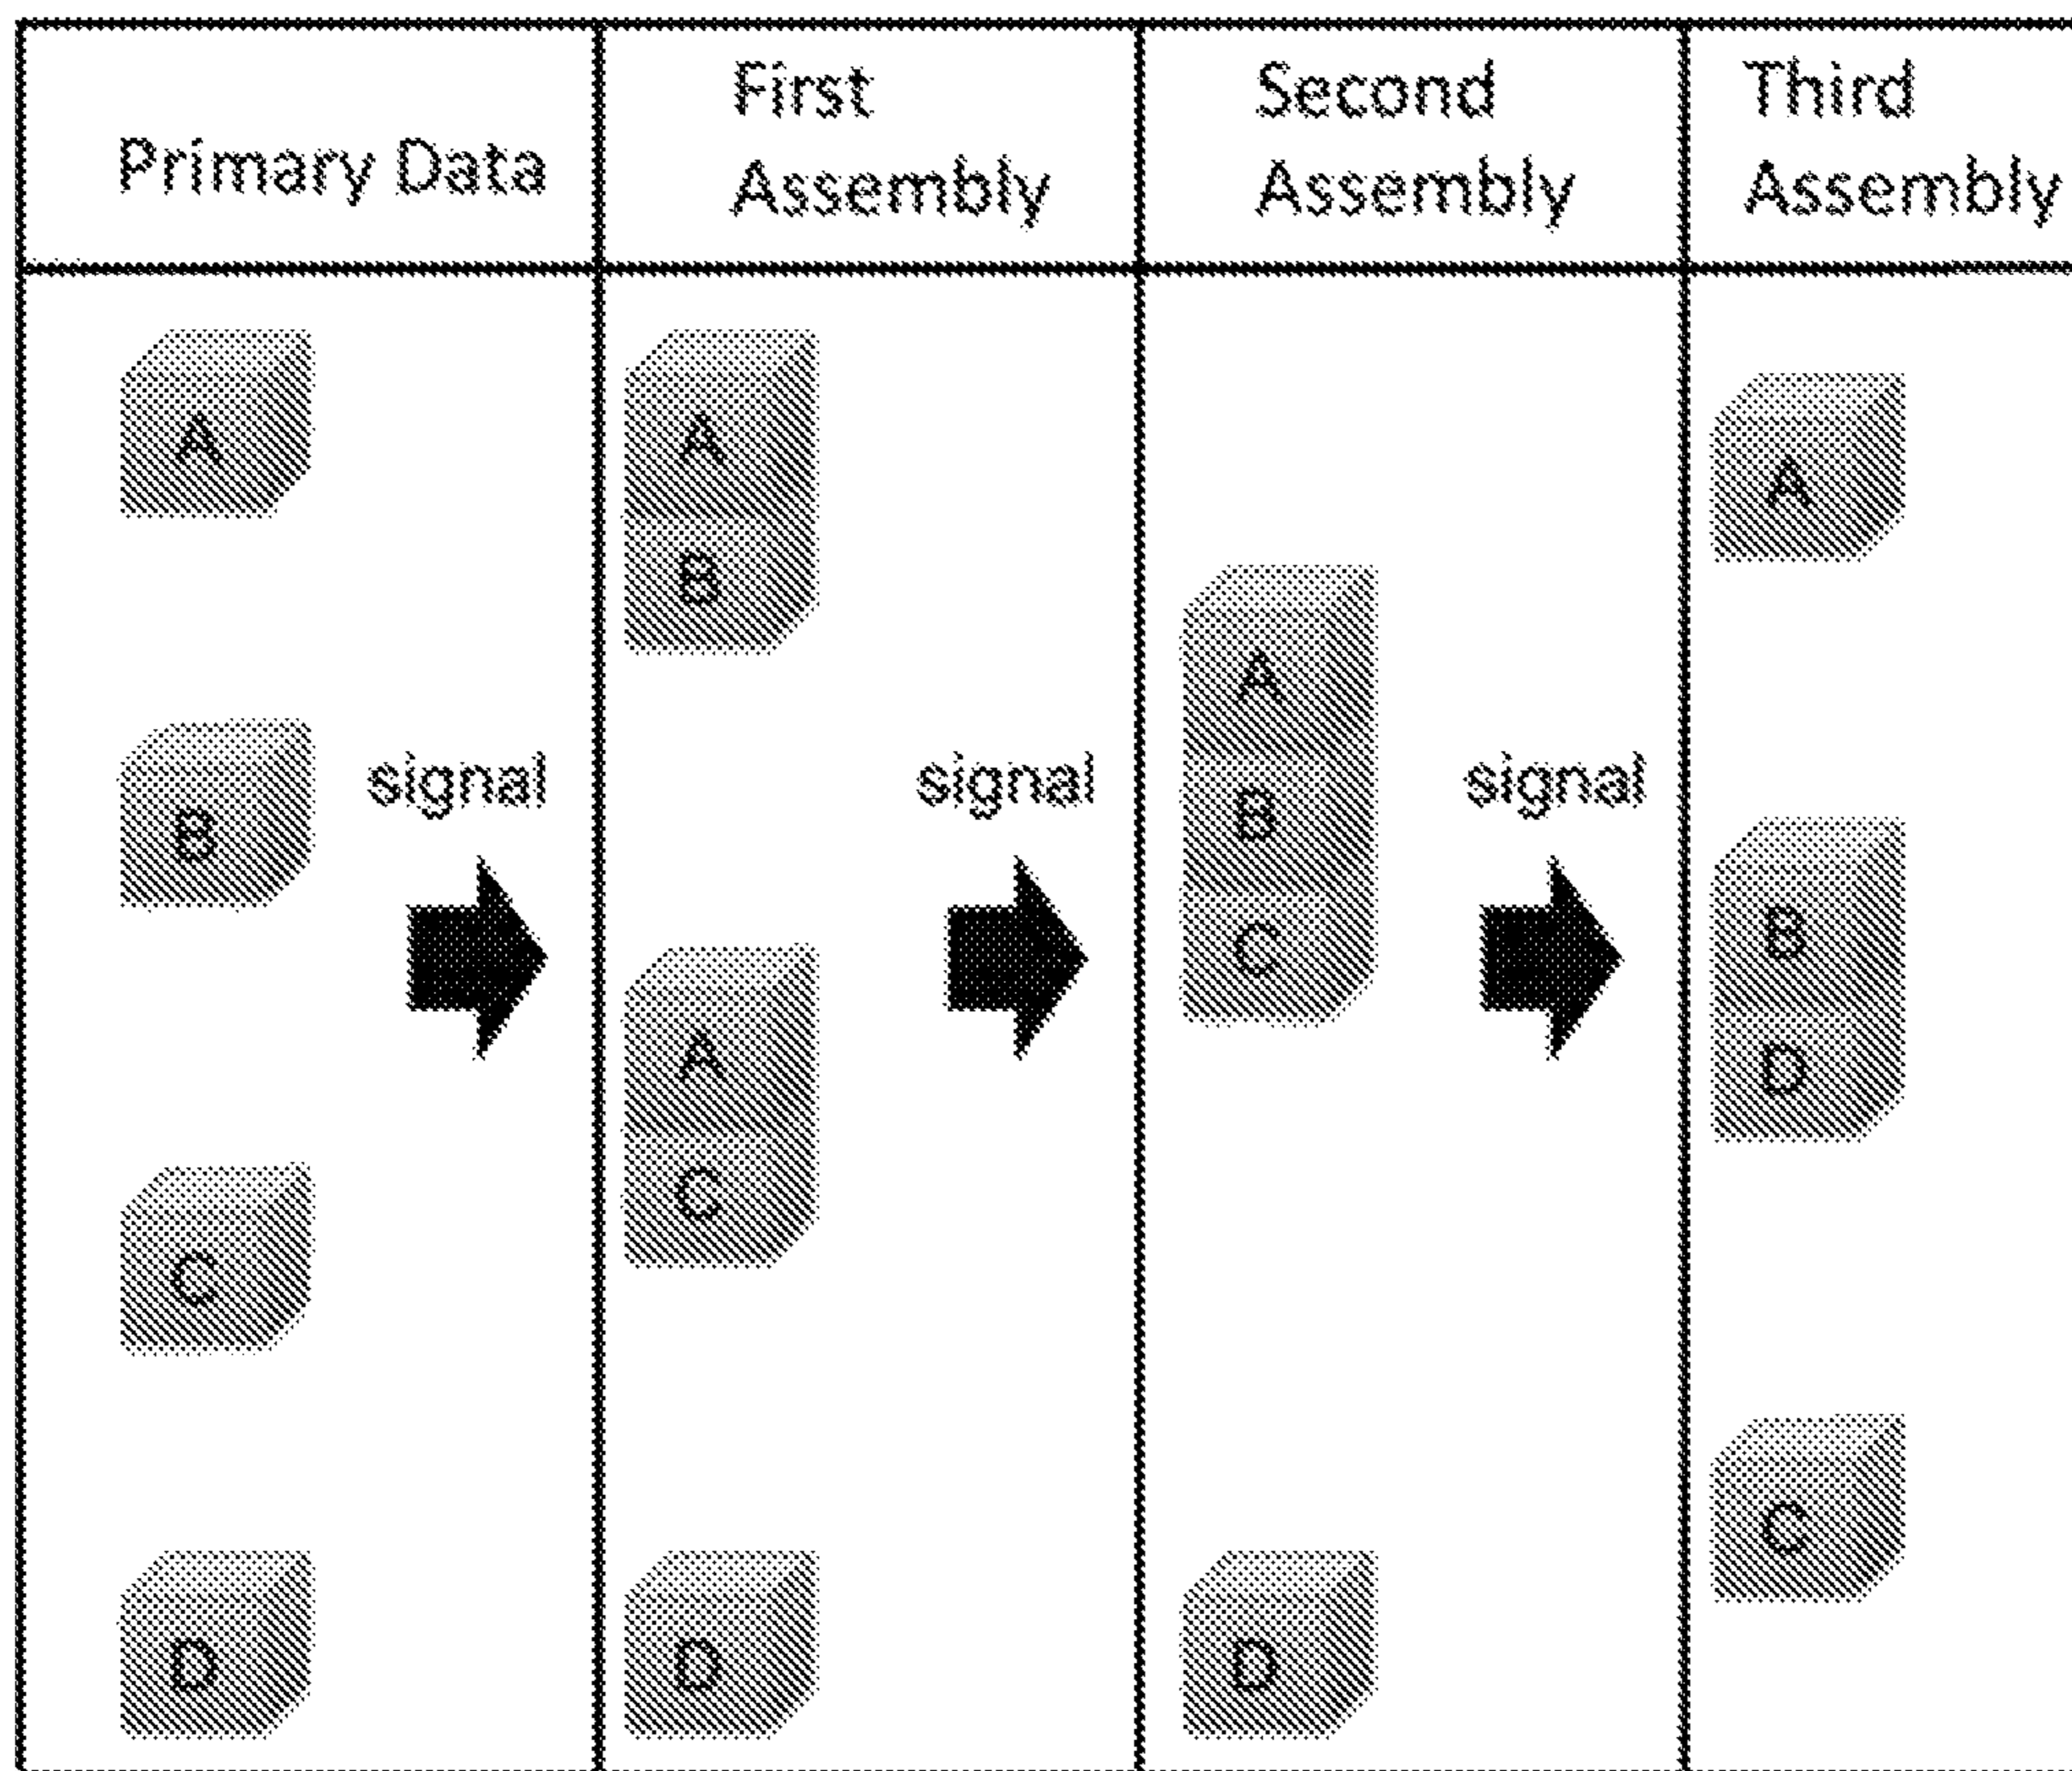 Primary Data
First
Assembly
Second
Assembly
Third
Assembly
A
B
C
D
signal
A
B
A
C
D
signal
A
B
C
D
signal
A
B
D
C